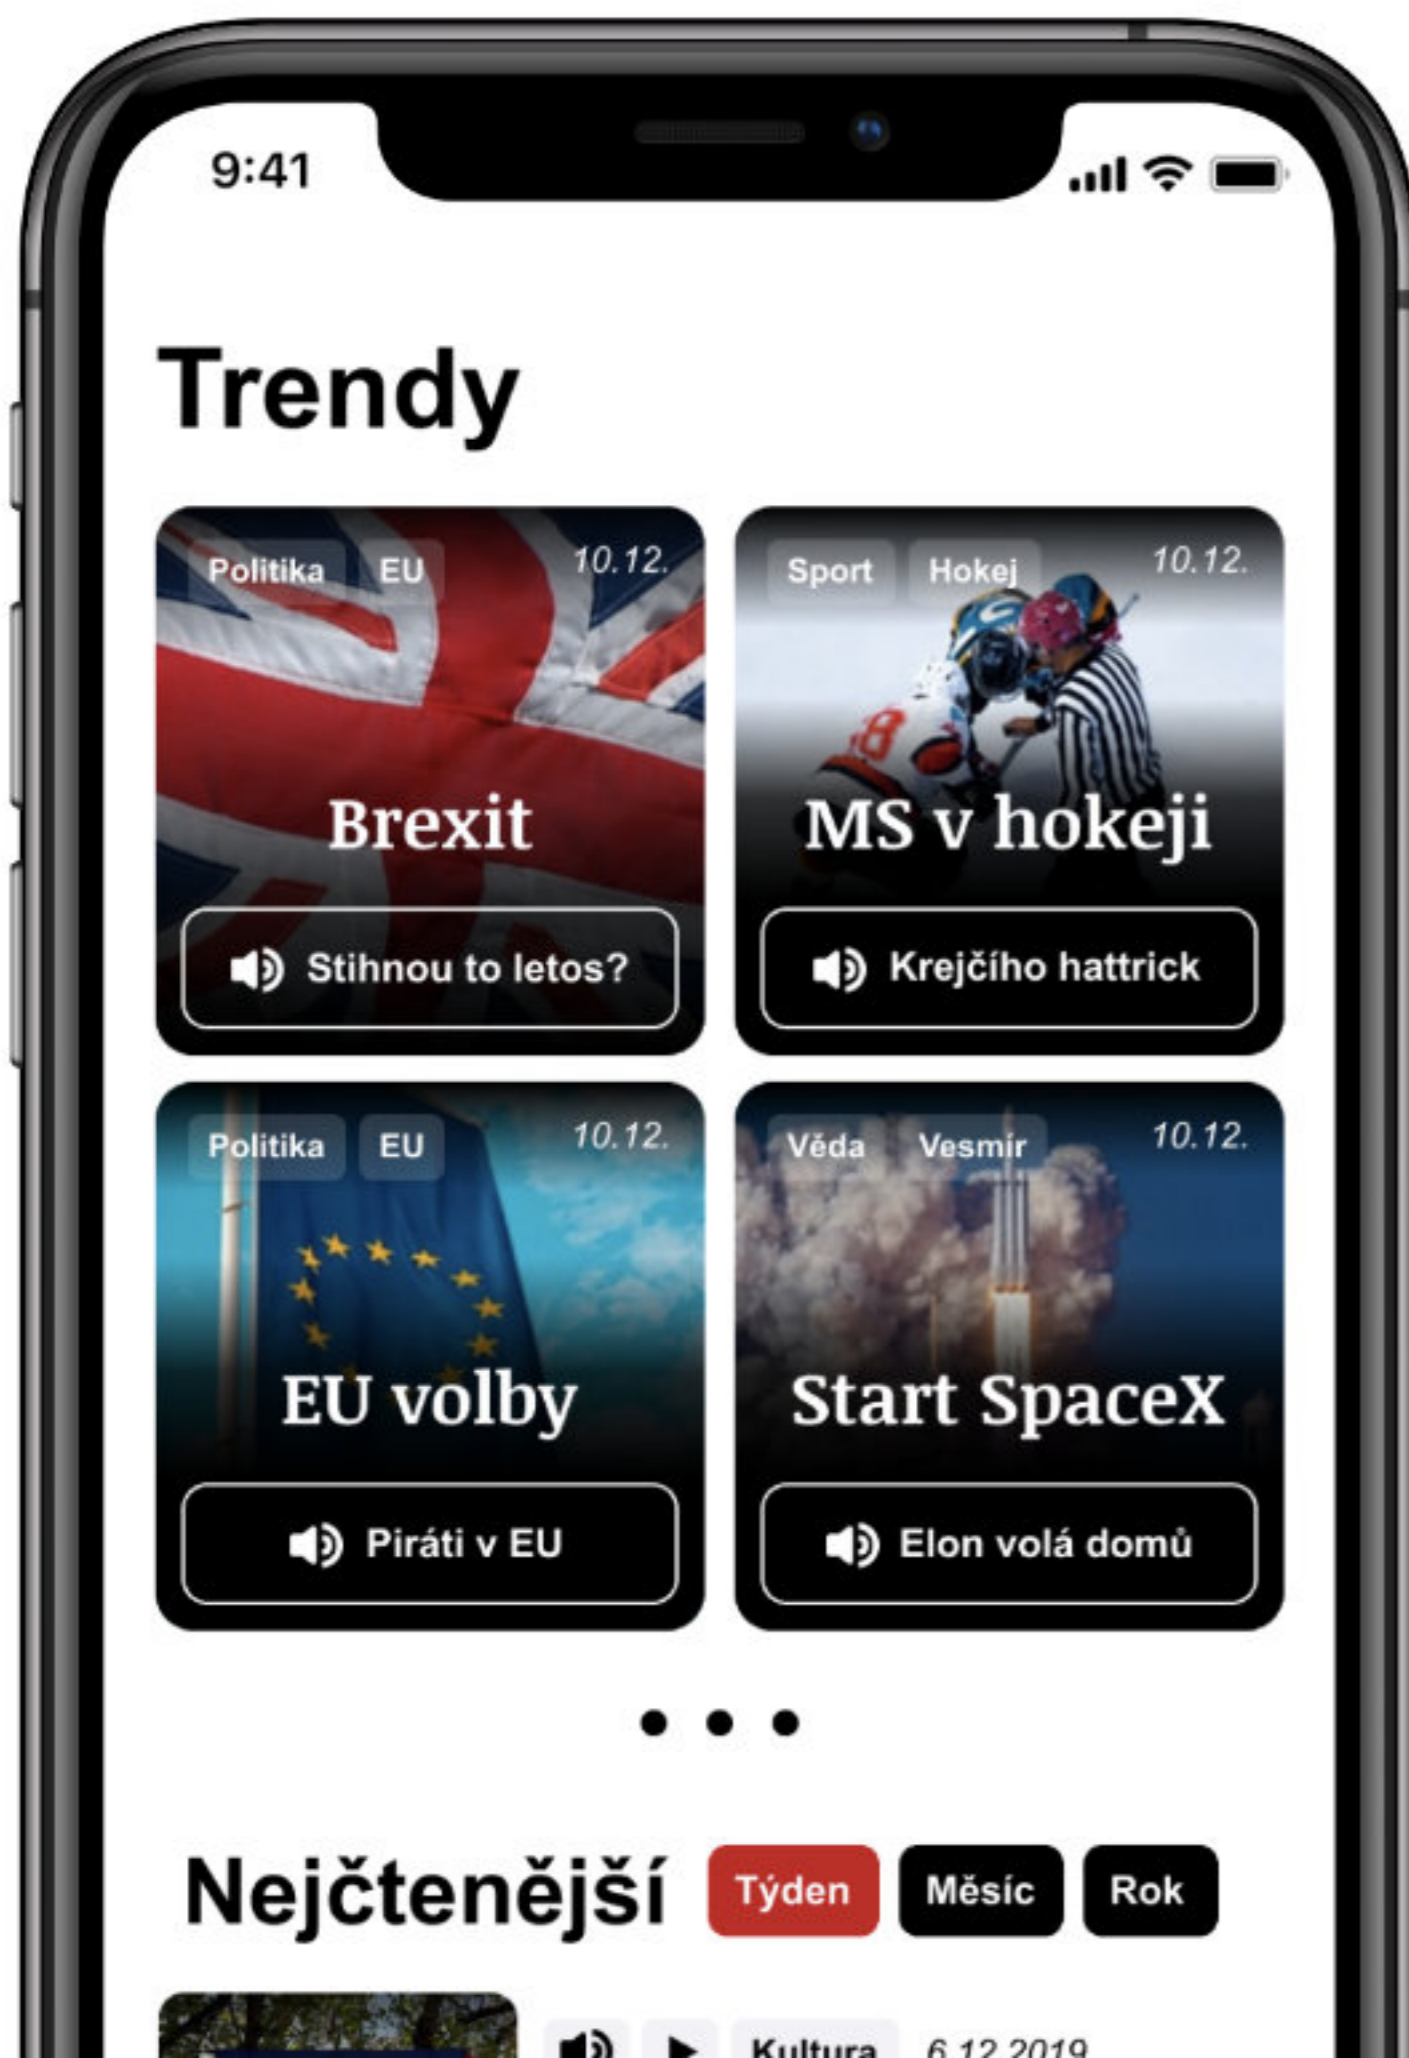 9:41
Trendy
Politika EU 10.12.
Brexit
Stihnou to letos?
Sport Hokej 10.12.
8
MS v hokeji
Krejčího hattrick
Politika EU 10.12.
EU volby
Piráti v EU
Věda Vesmír 10.12.
Start SpaceX
Elon volá domů
Nejčtenější Týden Měsíc Rok
Kultura 6.12.2019